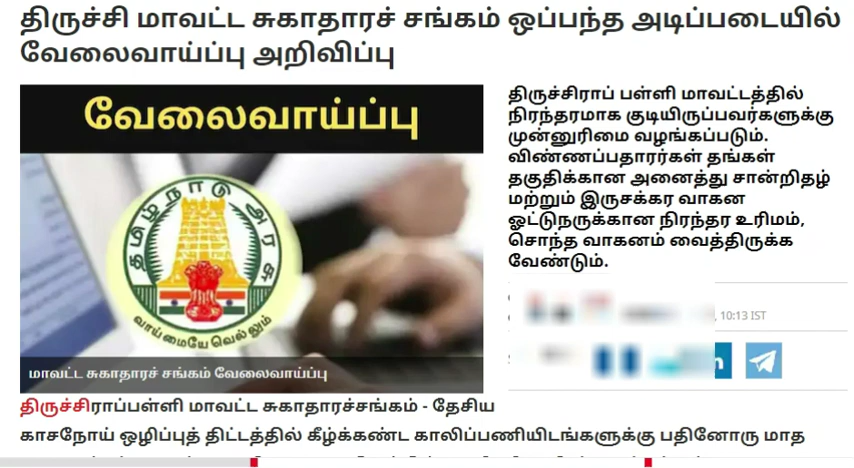 திருச்சி மாவட்ட சுகாதாரச் சங்கம் ஒப்பந்த அடிப்படையில்
வேலைவாய்ப்பு அறிவிப்பு
வேலைவாய்ப்பு
தமிழ்நாடு அரசு
வாய்மையே வெல்லும்
மாவட்ட சுகாதாரச் சங்கம் வேலைவாய்ப்பு
திருச்சிராப் பள்ளி மாவட்டத்தில்
நிரந்தரமாக குடியிருப்பவர்களுக்கு
முன்னுரிமை வழங்கப்படும்.
விண்ணப்பதாரர்கள் தங்கள்
தகுதிக்கான அனைத்து சான்றிதழ்
மற்றும் இருசக்கர வாகன
ஓட்டுநருக்கான நிரந்தர உரிமம்,
சொந்த வாகனம் வைத்திருக்க
வேண்டும்.
, 10:13 IST
திருச்சிராப்பள்ளி மாவட்ட சுகாதாரச்சங்கம் - தேசிய
காசநோய் ஒழிப்புத் திட்டத்தில் கீழ்க்கண்ட காலிப்பணியிடங்களுக்கு பதினோரு மாத